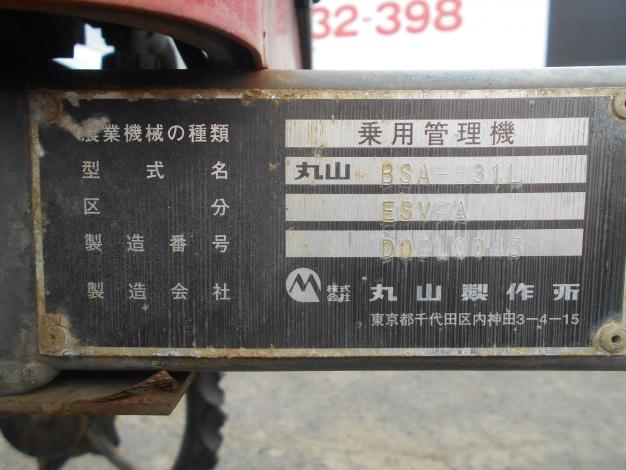 32-398
農業機械の種類 乗用管理機
型式名 丸山 BSA-531L
区分
製造番号
製造会社 株式会社 丸山製作所
東京都千代田区内神田3-4-15